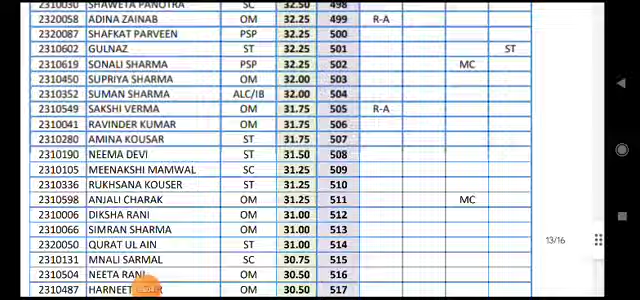 2310030 SHAWETA PANOTRA SC 32.50 498
2320058 ADINA ZAINAB OM 32.25 499 R-A
2320087 SHAFKAT PARVEEN PSP 32.25 500
2310602 GULNAZ ST 32.25 501 ST
2310619 SONALI SHARMA PSP 32.25 502 MC
2310450 SUPRIYA SHARMA OM 32.00 503
2310352 SUMAN SHARMA ALC/IB 32.00 504
2310549 SAKSHI VERMA OM 31.75 505 R-A
2310041 RAVINDER KUMAR OM 31.75 506
2310280 AMINA KOUSAR ST 31.75 507
2310190 NEEMA DEVI ST 31.50 508
2310105 MEENAKSHI MAMWAL SC 31.25 509
2310336 RUKHSANA KOUSER ST 31.25 510
2310598 ANJALI CHARAK OM 31.25 511 MC
2310006 DIKSHA RANI OM 31.00 512
2310066 SIMRAN SHARMA OM 31.00 513
2320050 QURAT UL AIN ST 31.00 514
13/16
2310131 MNALI SARMAL SC 30.75 515
2310504 NEETA RANI OM 30.50 516
2310487 HARNEET OM 30.50 517